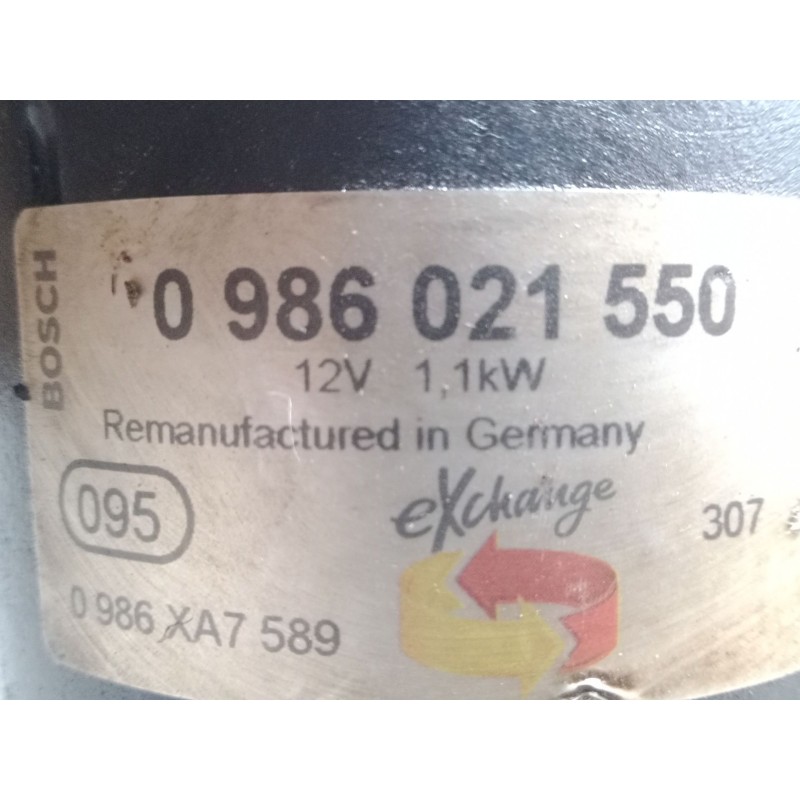 BOSCH
0 986 021 550
12V 1,1kW
Remanufactured in Germany
095
eXchange
307
0 986 XA7 589